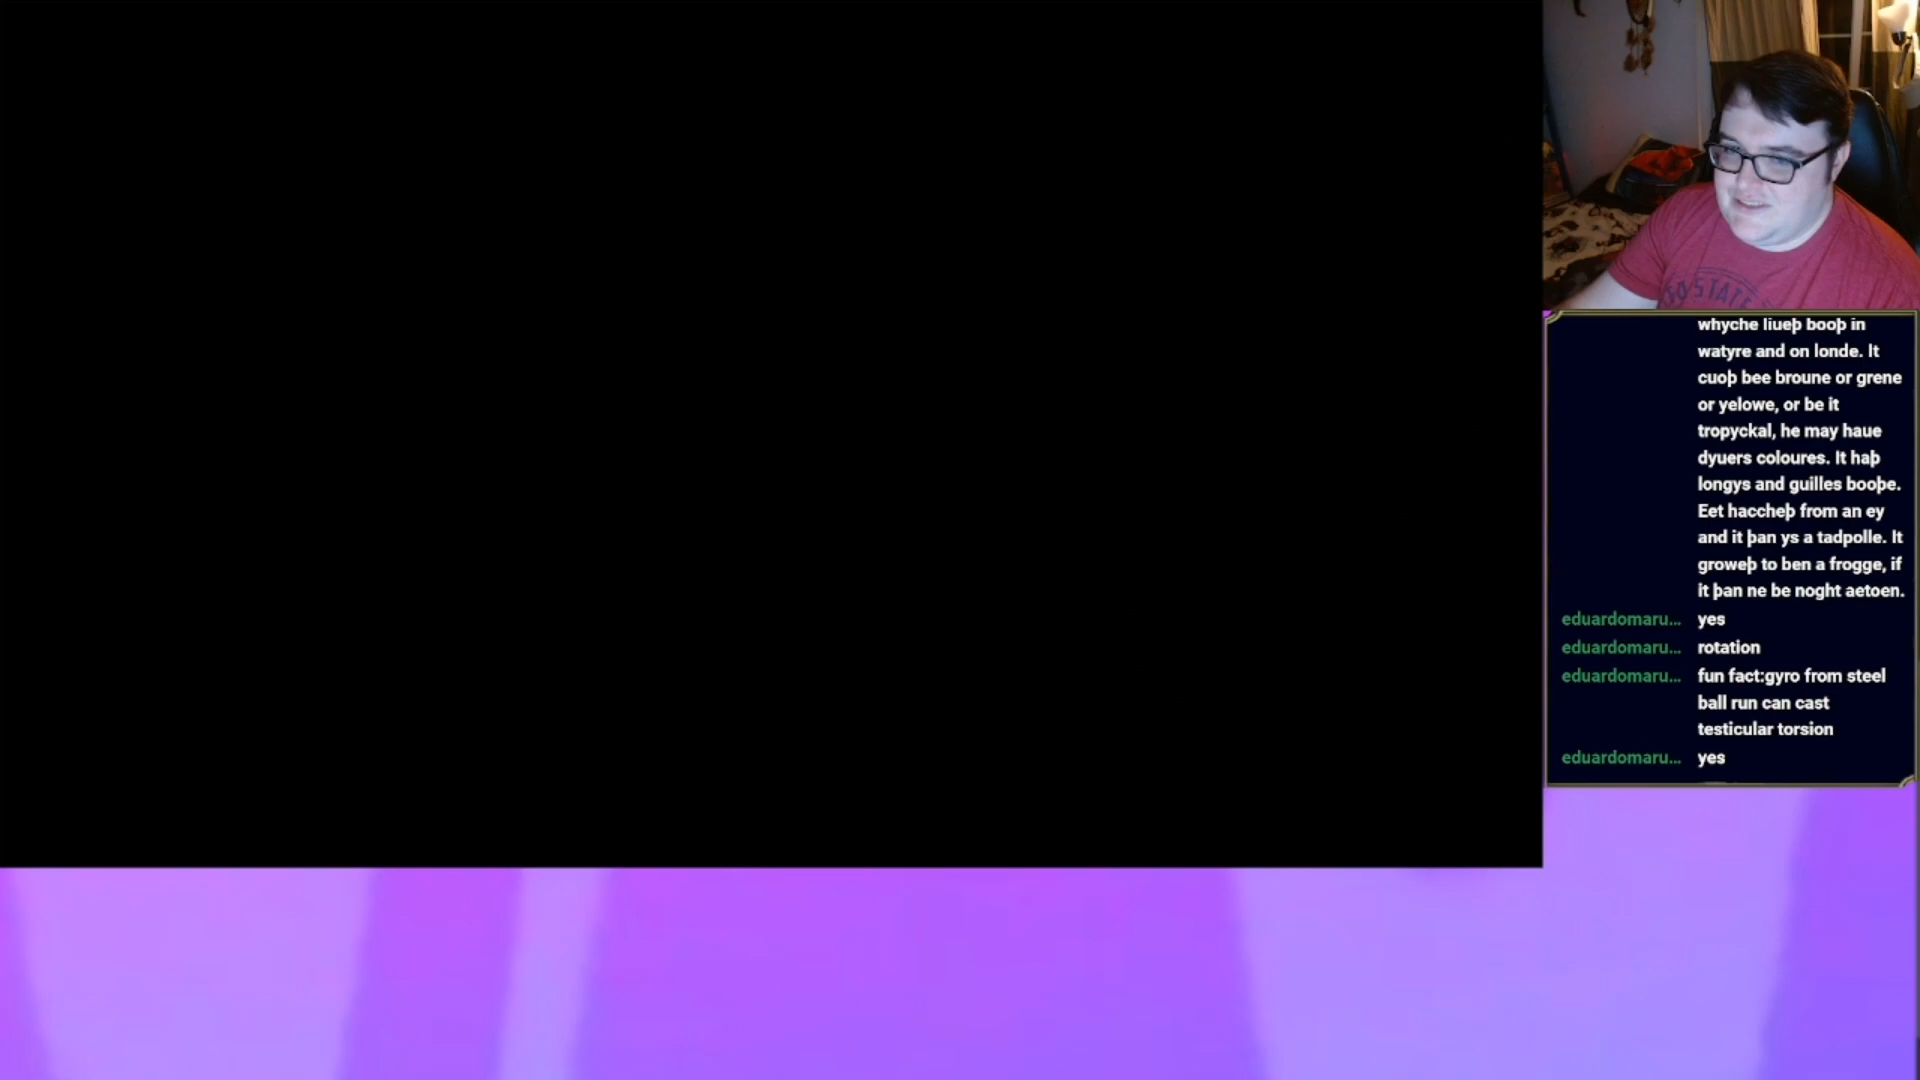 O STATE
whyche liueþ booþ in
watyre and on londe. It
cuoþ bee broune or grene
or yelowe, or be it
tropyckal, he may haue
dyuers coloures. It haþ
longys and guilles booþe.
Eet haccheþ from an ey
and it þan ys a tadpolle. It
groweþ to ben a frogge, if
it þan ne be noght aetoen.
eduardomaru... yes
eduardomaru... rotation
eduardomaru... fun fact:gyro from steel
ball run can cast
testicular torsion
eduardomaru... yes